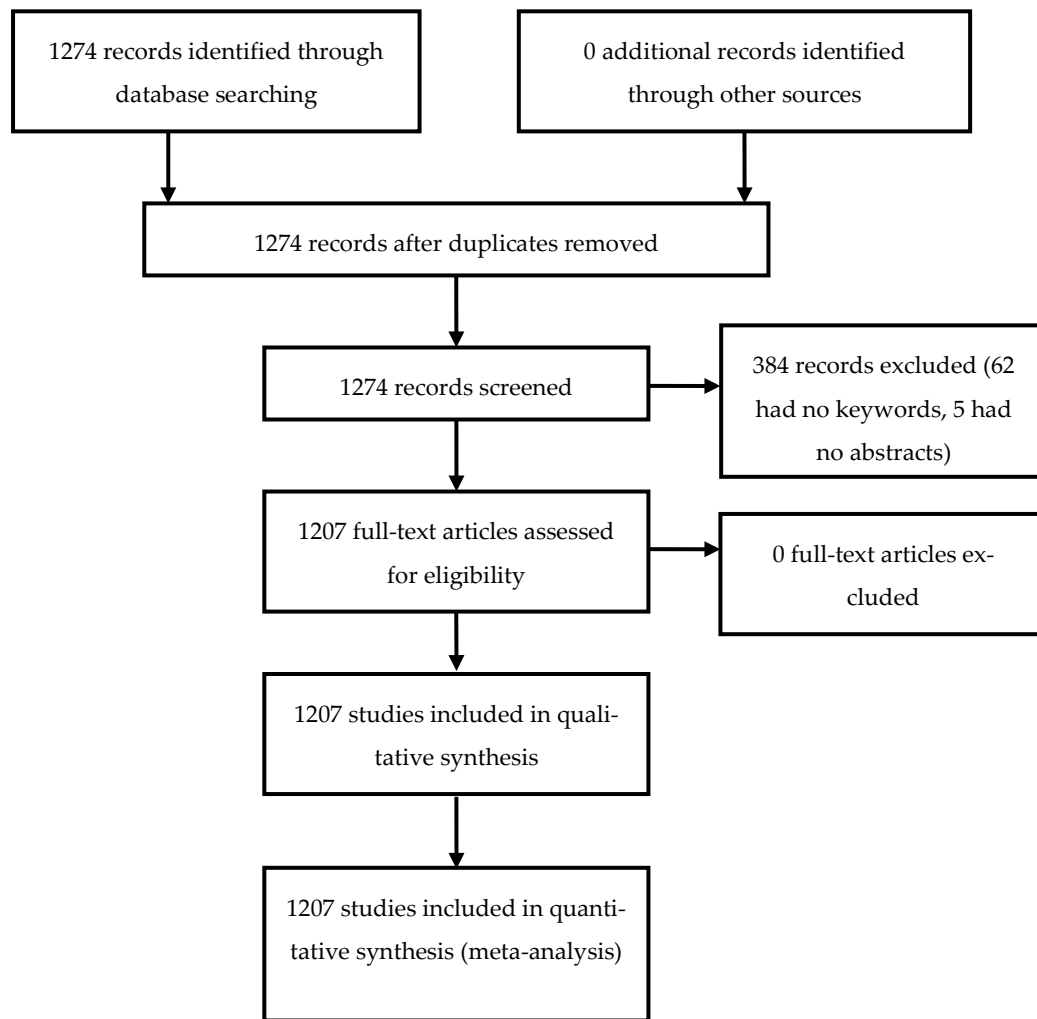 1274 records identified through
database searching
0 additional records identified
through other sources
1274 records after duplicates removed
1274 records screened
384 records excluded (62
had no keywords, 5 had
no abstracts)
1207 full-text articles assessed
for eligibility
0 full-text articles ex-
cluded
1207 studies included in quali-
tative synthesis
1207 studies included in quanti-
tative synthesis (meta-analysis)